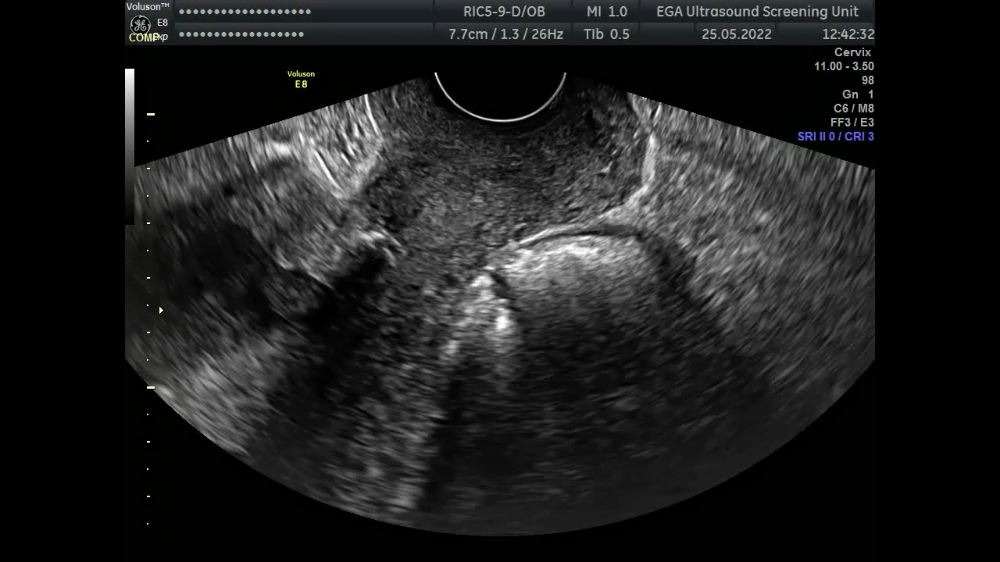 Voluson™
E8
COMP
xp
RIC5-9-D/OB
MI 1.0
EGA Ultrasound Screening Unit
7.7cm / 1.3 / 26Hz
TIb 0.5
25.05.2022
12:42:32
Cervix
11.00 - 3.50
98
Gn 1
C6 / M8
FF3 / E3
SRI II 0 / CRI 3
Voluson
E8